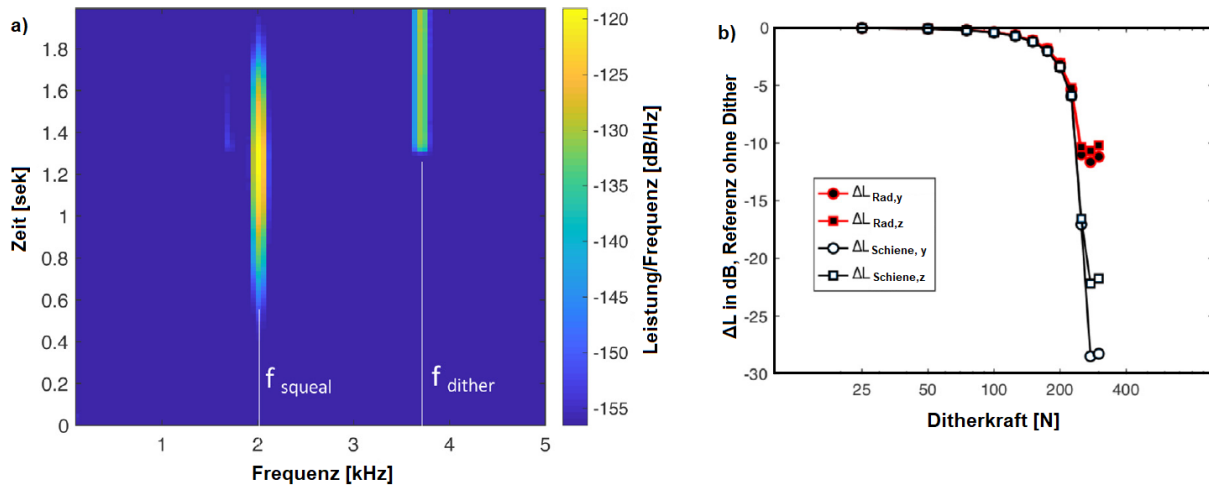 a)
1.8
1.6
1.4
1.2
1
0.8
0.6
0.4
0.2
0
Zeit [sek]
f squeal
f dither
1 2 3 4 5
Frequenz [kHz]
-120
-125
-130
-135
-140
-145
-150
-155
Leistung/Frequenz [dB/Hz]
b)
0
-5
-10
-15
-20
-25
-30
ΔL in dB, Referenz ohne Dither
ΔL Rad,y
ΔL Rad,z
ΔL Schiene, y
ΔL Schiene,z
25 50 100 200 400
Ditherkraft [N]